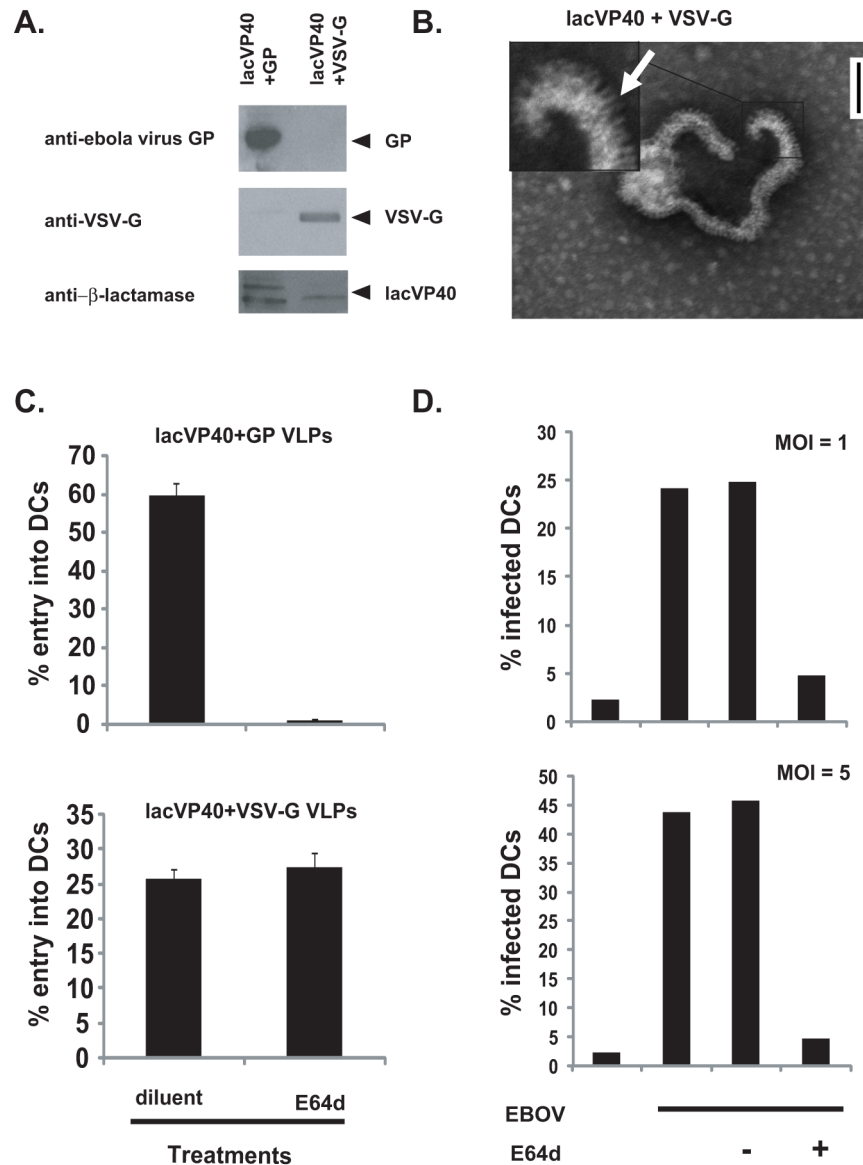 A.
lacVP40
+GP
lacVP40
+VSV-G
anti-ebola virus GP
GP
anti-VSV-G
VSV-G
anti-β-lactamase
lacVP40
B.
lacVP40 + VSV-G
C.
lacVP40+GP VLPs
% entry into DCs
70
60
50
40
30
20
10
0
lacVP40+VSV-G VLPs
% entry into DCs
35
30
25
20
15
10
5
0
diluent
E64d
Treatments
D.
MOI = 1
% infected DCs
30
25
20
15
10
5
0
MOI = 5
% infected DCs
50
45
40
35
30
25
20
15
10
5
0
EBOV
E64d
-
+